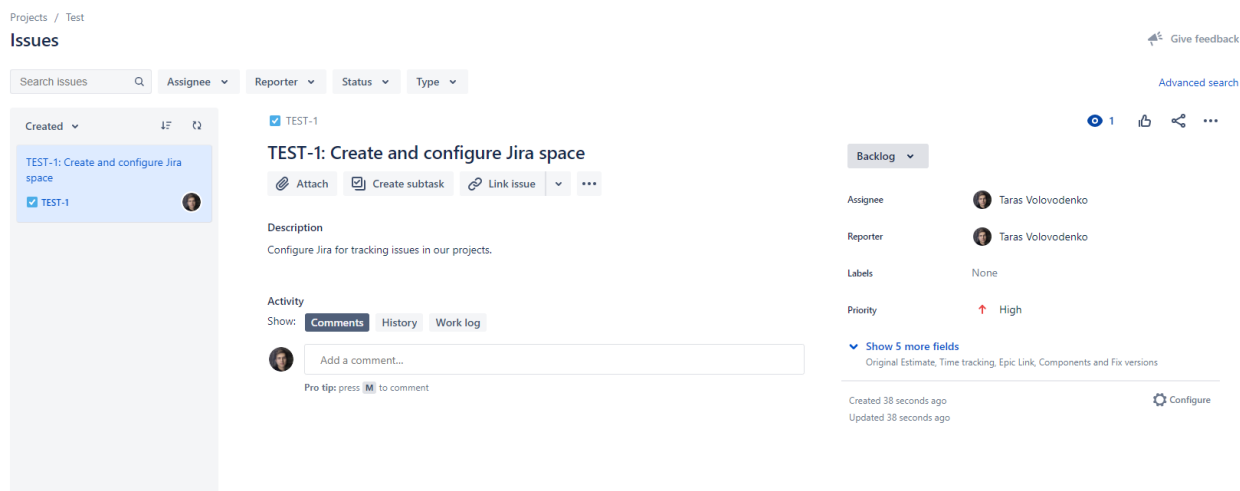 Projects / Test
Issues
Give feedback
Search issues
Assignee
Reporter
Status
Type
Advanced search
Created
TEST-1: Create and configure Jira
space
TEST-1
TEST-1
1
TEST-1: Create and configure Jira space
Attach
Create subtask
Link issue
Description
Configure Jira for tracking issues in our projects.
Activity
Show:
Comments
History
Work log
Add a comment...
Pro tip: press M to comment
Backlog
Assignee
Taras Volovodenko
Reporter
Taras Volovodenko
Labels
None
Priority
High
Show 5 more fields
Original Estimate, Time tracking, Epic Link, Components and Fix versions
Created 38 seconds ago
Updated 38 seconds ago
Configure